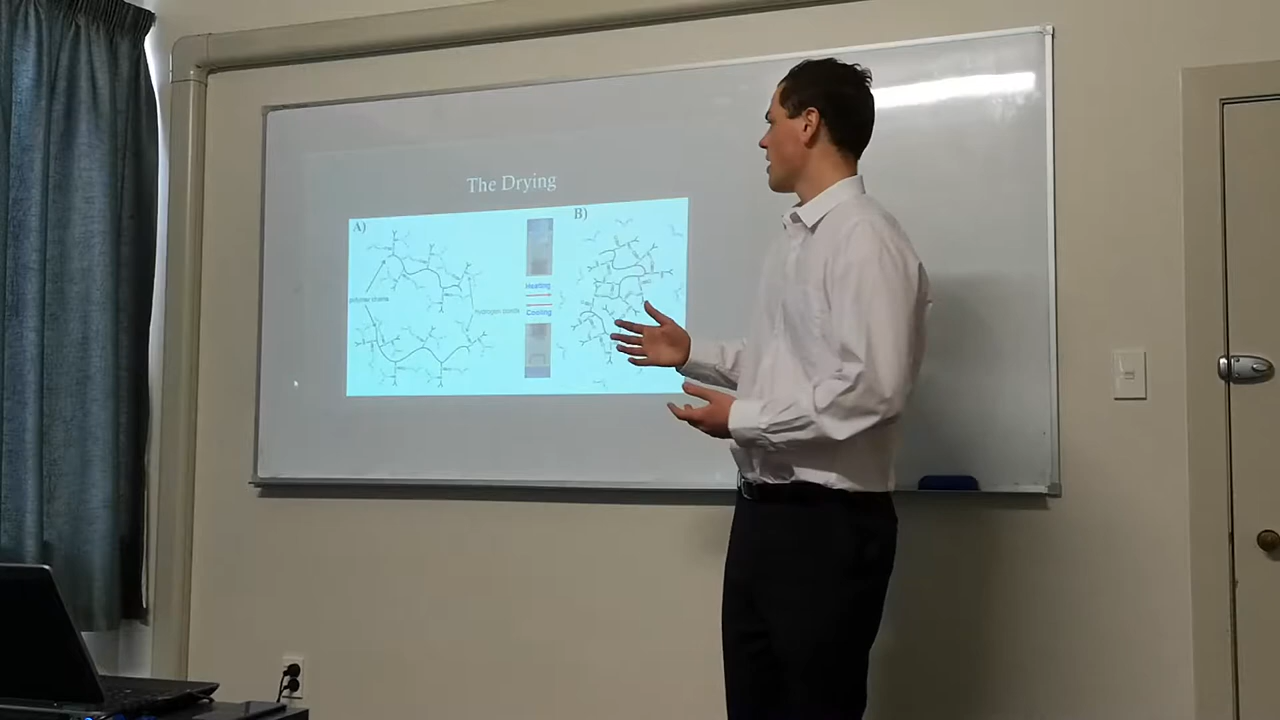 The Drying
A)
B)
polymer chains
hydrogen bonds
Heating
Cooling